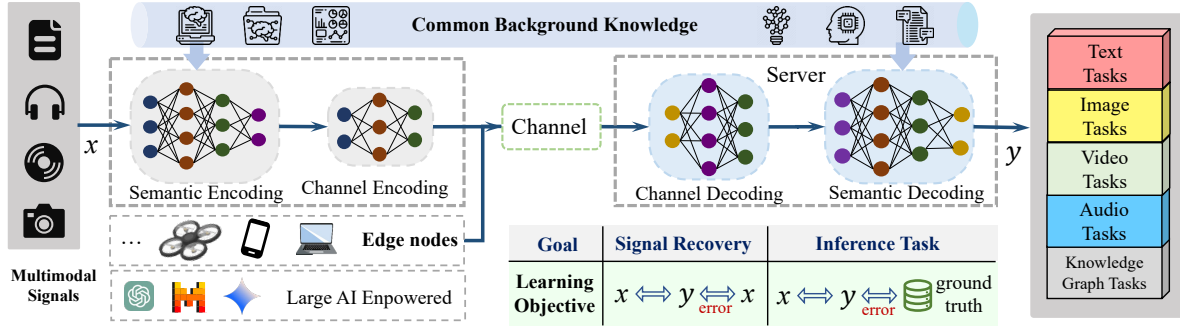 Common Background Knowledge
Multimodal
Signals
x
Semantic Encoding
Channel Encoding
Channel
Server
Channel Decoding
Semantic Decoding
y
... Edge nodes
Large AI Enpowered
Goal Signal Recovery Inference Task
Learning
Objective
x ⟺ y ⟺ x
error
x ⟺ y ⟺ ground
truth
error
Text
Tasks
Image
Tasks
Video
Tasks
Audio
Tasks
Knowledge
Graph Tasks